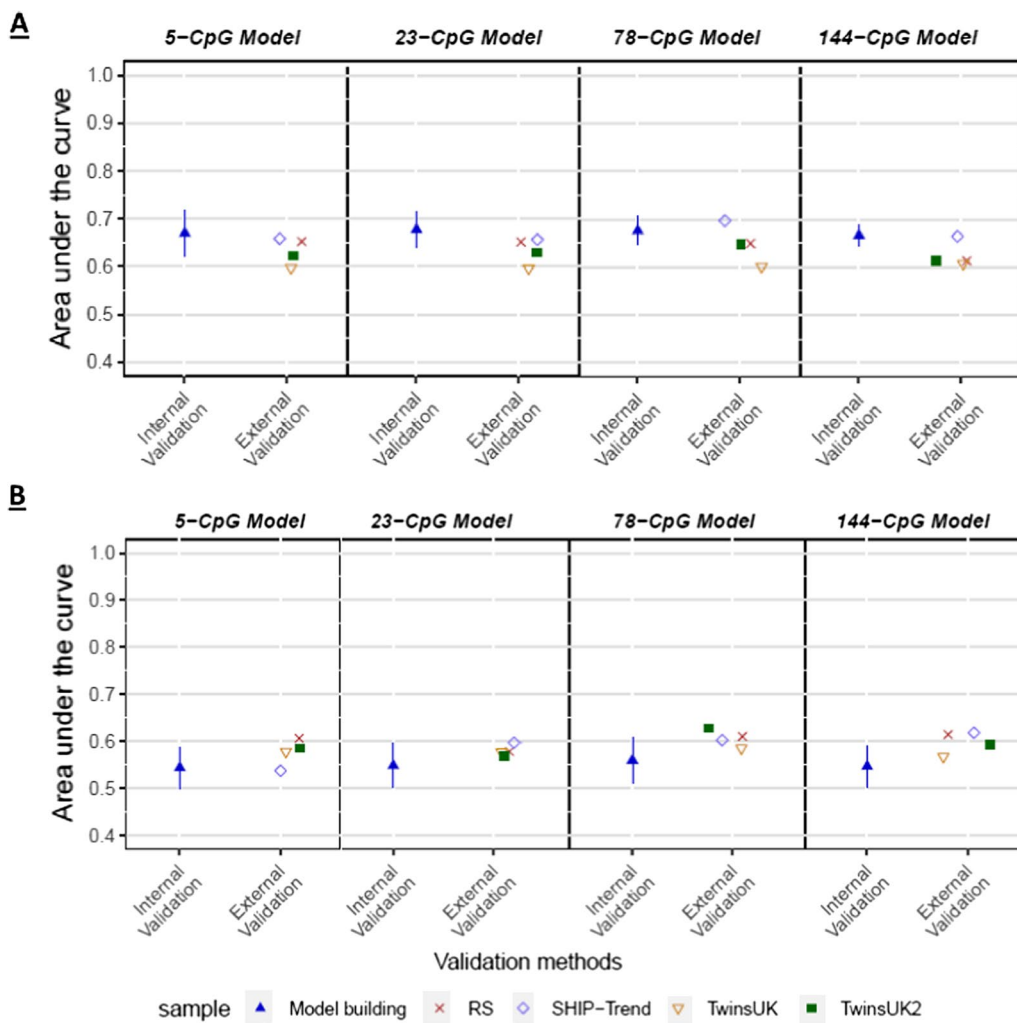 A
5−CpG Model 23−CpG Model 78−CpG Model 144−CpG Model
Area under the curve
1.0
0.9
0.8
0.7
0.6
0.5
0.4
Internal Validation
External Validation
Internal Validation
External Validation
Internal Validation
External Validation
Internal Validation
External Validation
B
5−CpG Model 23−CpG Model 78−CpG Model 144−CpG Model
Area under the curve
1.0
0.9
0.8
0.7
0.6
0.5
0.4
Internal Validation
External Validation
Internal Validation
External Validation
Internal Validation
External Validation
Internal Validation
External Validation
Validation methods
sample Model building RS SHIP−Trend TwinsUK TwinsUK2